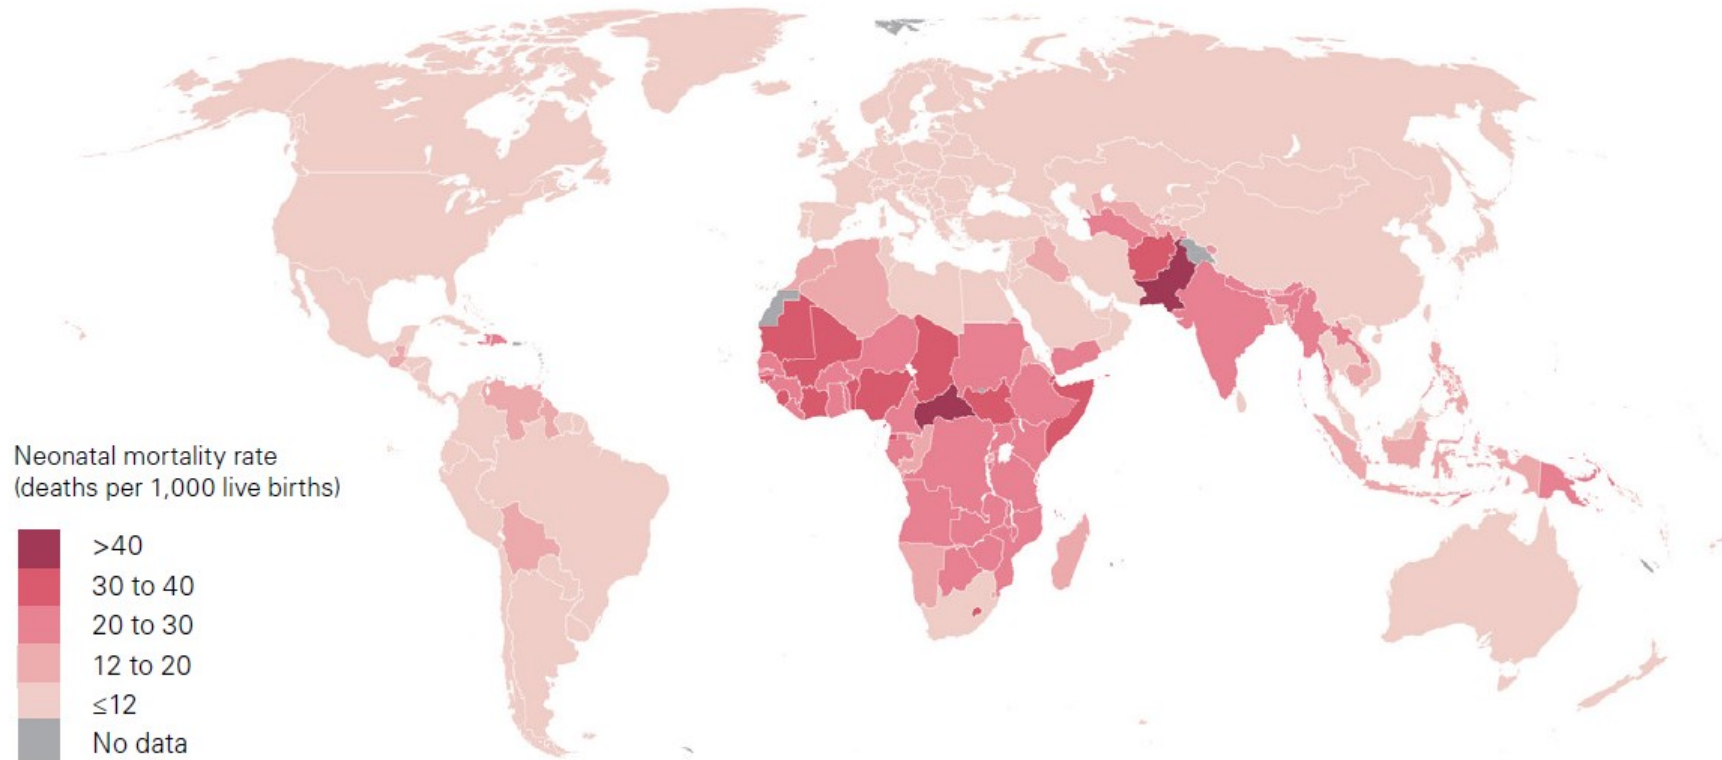 Neonatal mortality rate
(deaths per 1,000 live births)
>40
30 to 40
20 to 30
12 to 20
≤12
No data